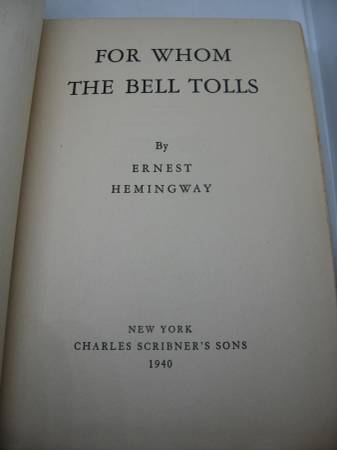 FOR WHOM
THE BELL TOLLS
By
ERNEST
HEMINGWAY
NEW YORK
CHARLES SCRIBNER'S SONS
1940